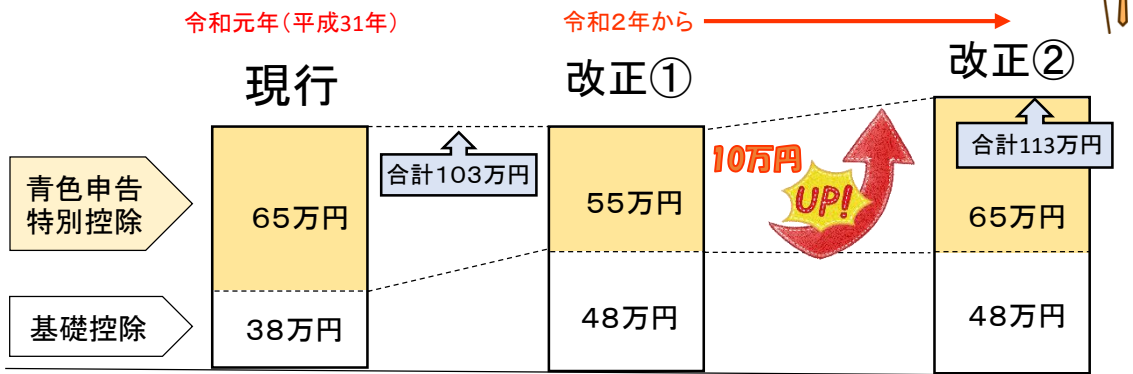 令和元年(平成31年)
令和2年から
現行
改正①
改正②
合計103万円
10万円
UP!
合計113万円
青色申告
特別控除
65万円
55万円
65万円
基礎控除
38万円
48万円
48万円